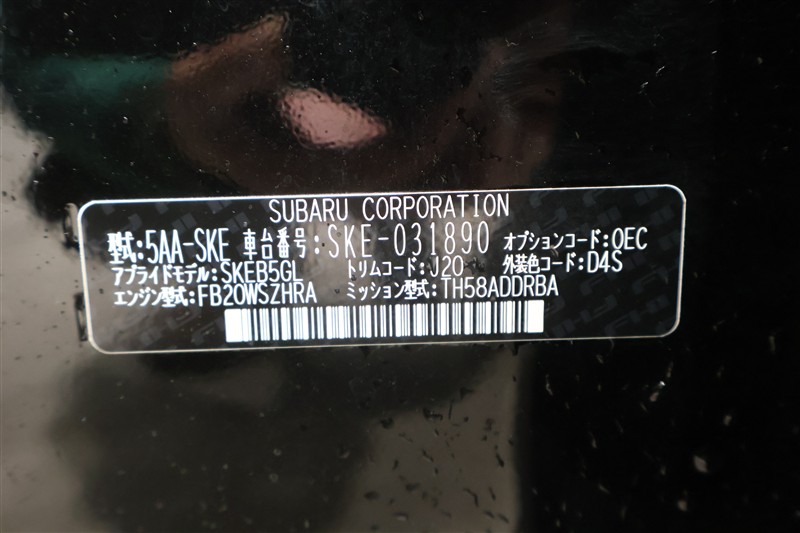 SUBARU CORPORATION
型式:5AA-SKE 車台番号:SKE-031890 オプションコード:OEC
アプライドモデル:SKEB5GL トリムコード:J20 外装色コード:D4S
エンジン型式:FB20WSZHRA ミッション型式:TH58ADDRBA